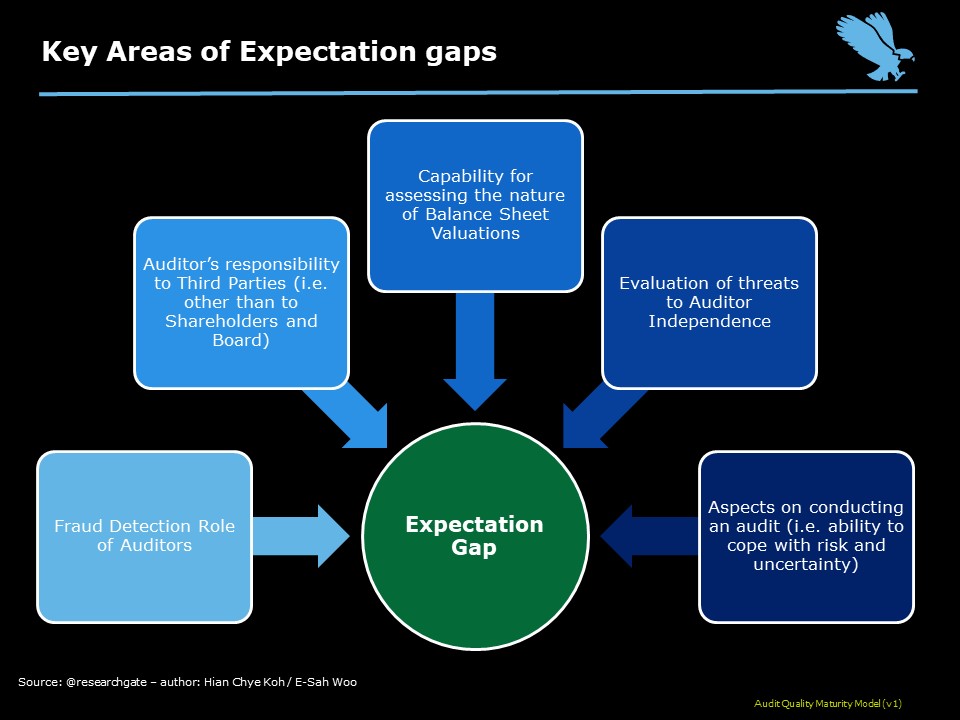 Key Areas of Expectation gaps
Capability for
assessing the nature
of Balance Sheet
Valuations
Auditor’s responsibility
to Third Parties (i.e.
other than to
Shareholders and
Board)
Evaluation of threats
to Auditor
Independence
Fraud Detection Role
of Auditors
Expectation
Gap
Aspects on conducting
an audit (i.e. ability to
cope with risk and
uncertainty)
Source: @researchgate – author: Hian Chye Koh / E-Sah Woo
Audit Quality Maturity Model (v1)